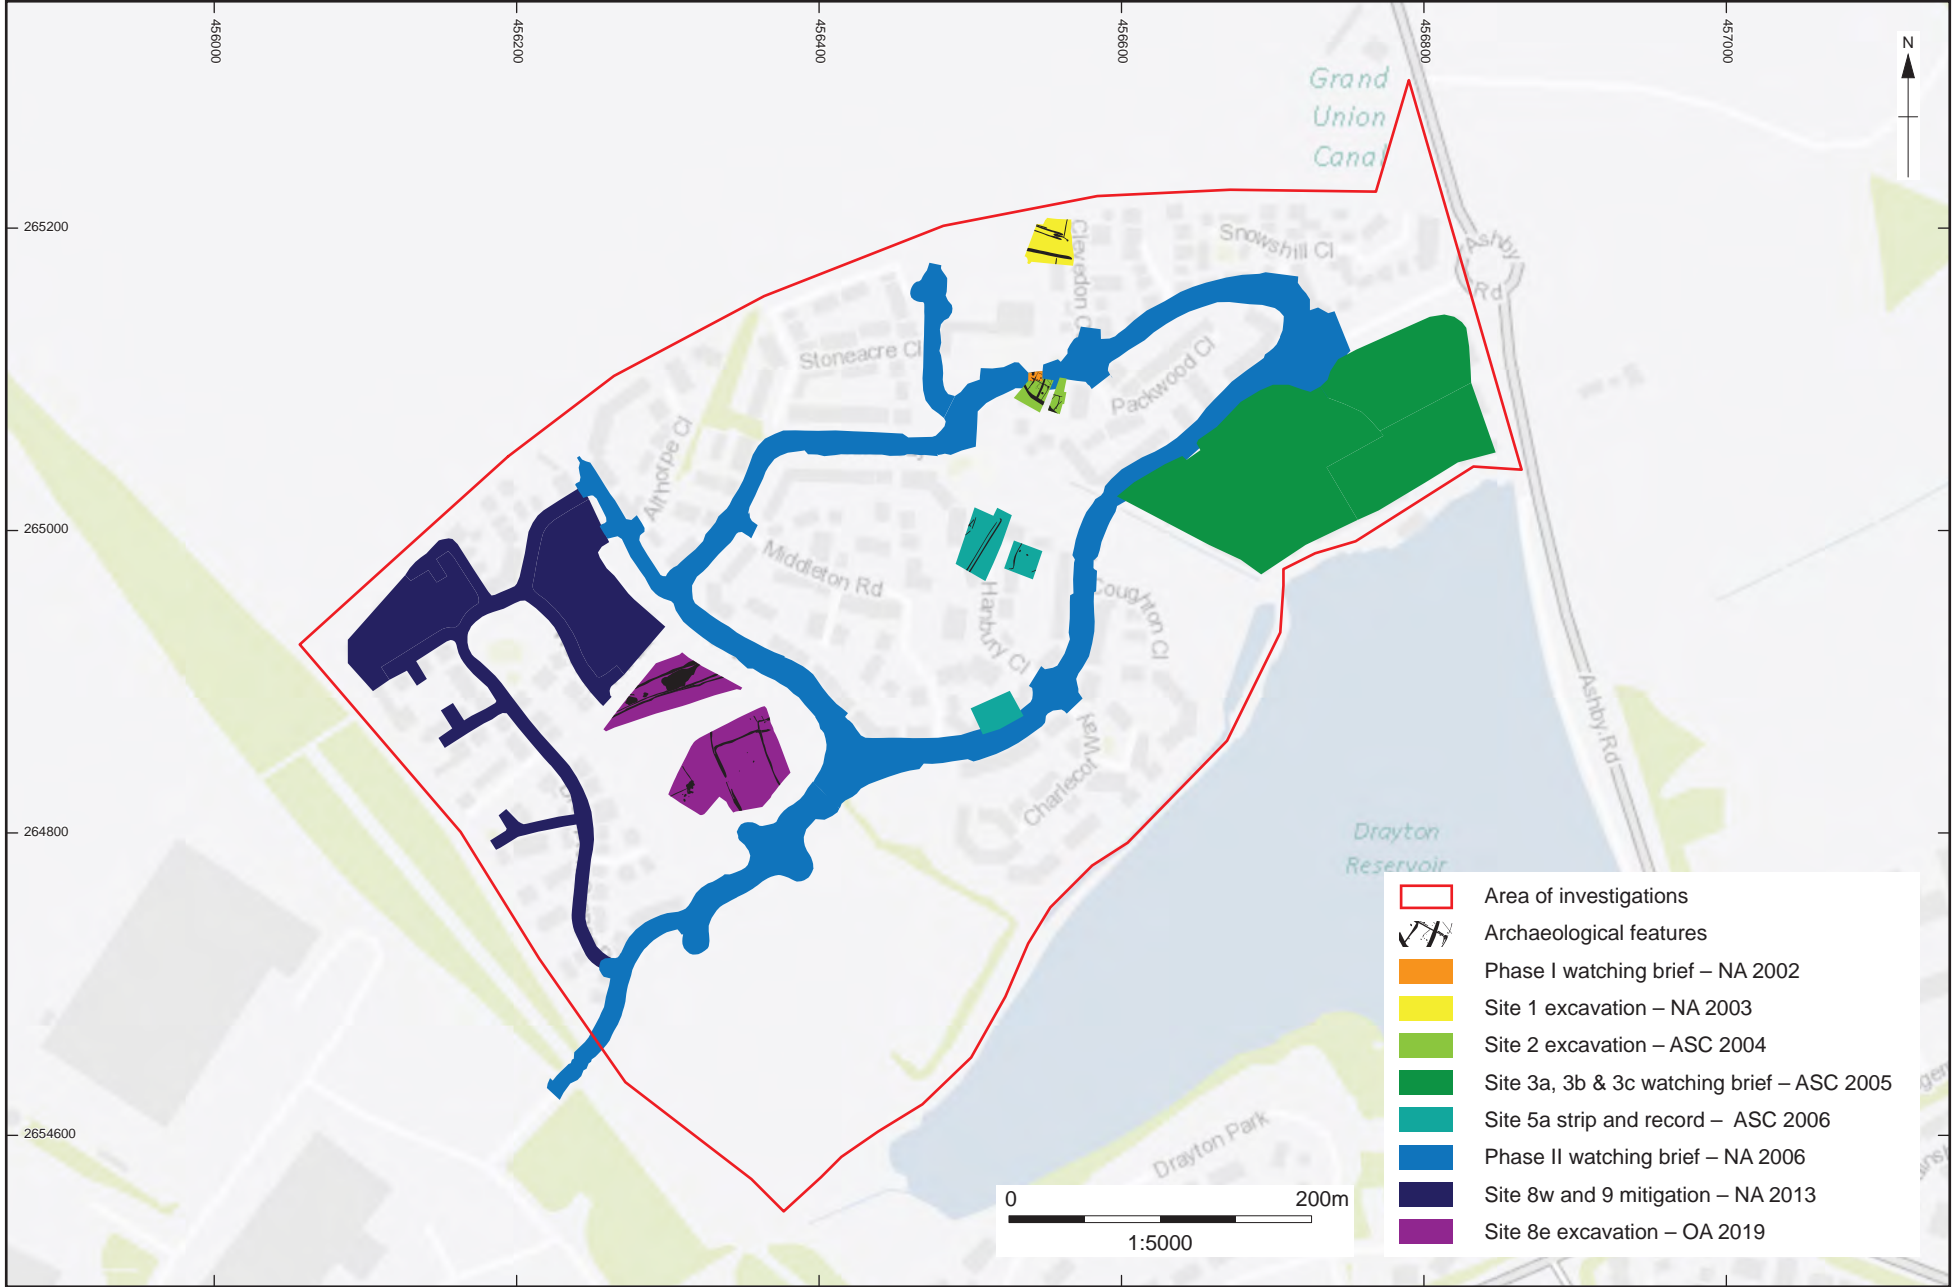 456000
456200
456400
456600
456800
457000
N
Grand
Union
Canal
265200
Clevedon C
Snowshill Cl
Ashby
Rd
Stoneacre Cl
Packwood Cl
Althorpe Cl
265000
Middleton Rd
Hanbury Cl
Coughton Cl
Ashby Rd
Way
Charlecot
264800
Drayton
Reservoir
2654600
Drayton Park
0 200m
1:5000
Area of investigations
Archaeological features
Phase I watching brief – NA 2002
Site 1 excavation – NA 2003
Site 2 excavation – ASC 2004
Site 3a, 3b & 3c watching brief – ASC 2005
Site 5a strip and record – ASC 2006
Phase II watching brief – NA 2006
Site 8w and 9 mitigation – NA 2013
Site 8e excavation – OA 2019